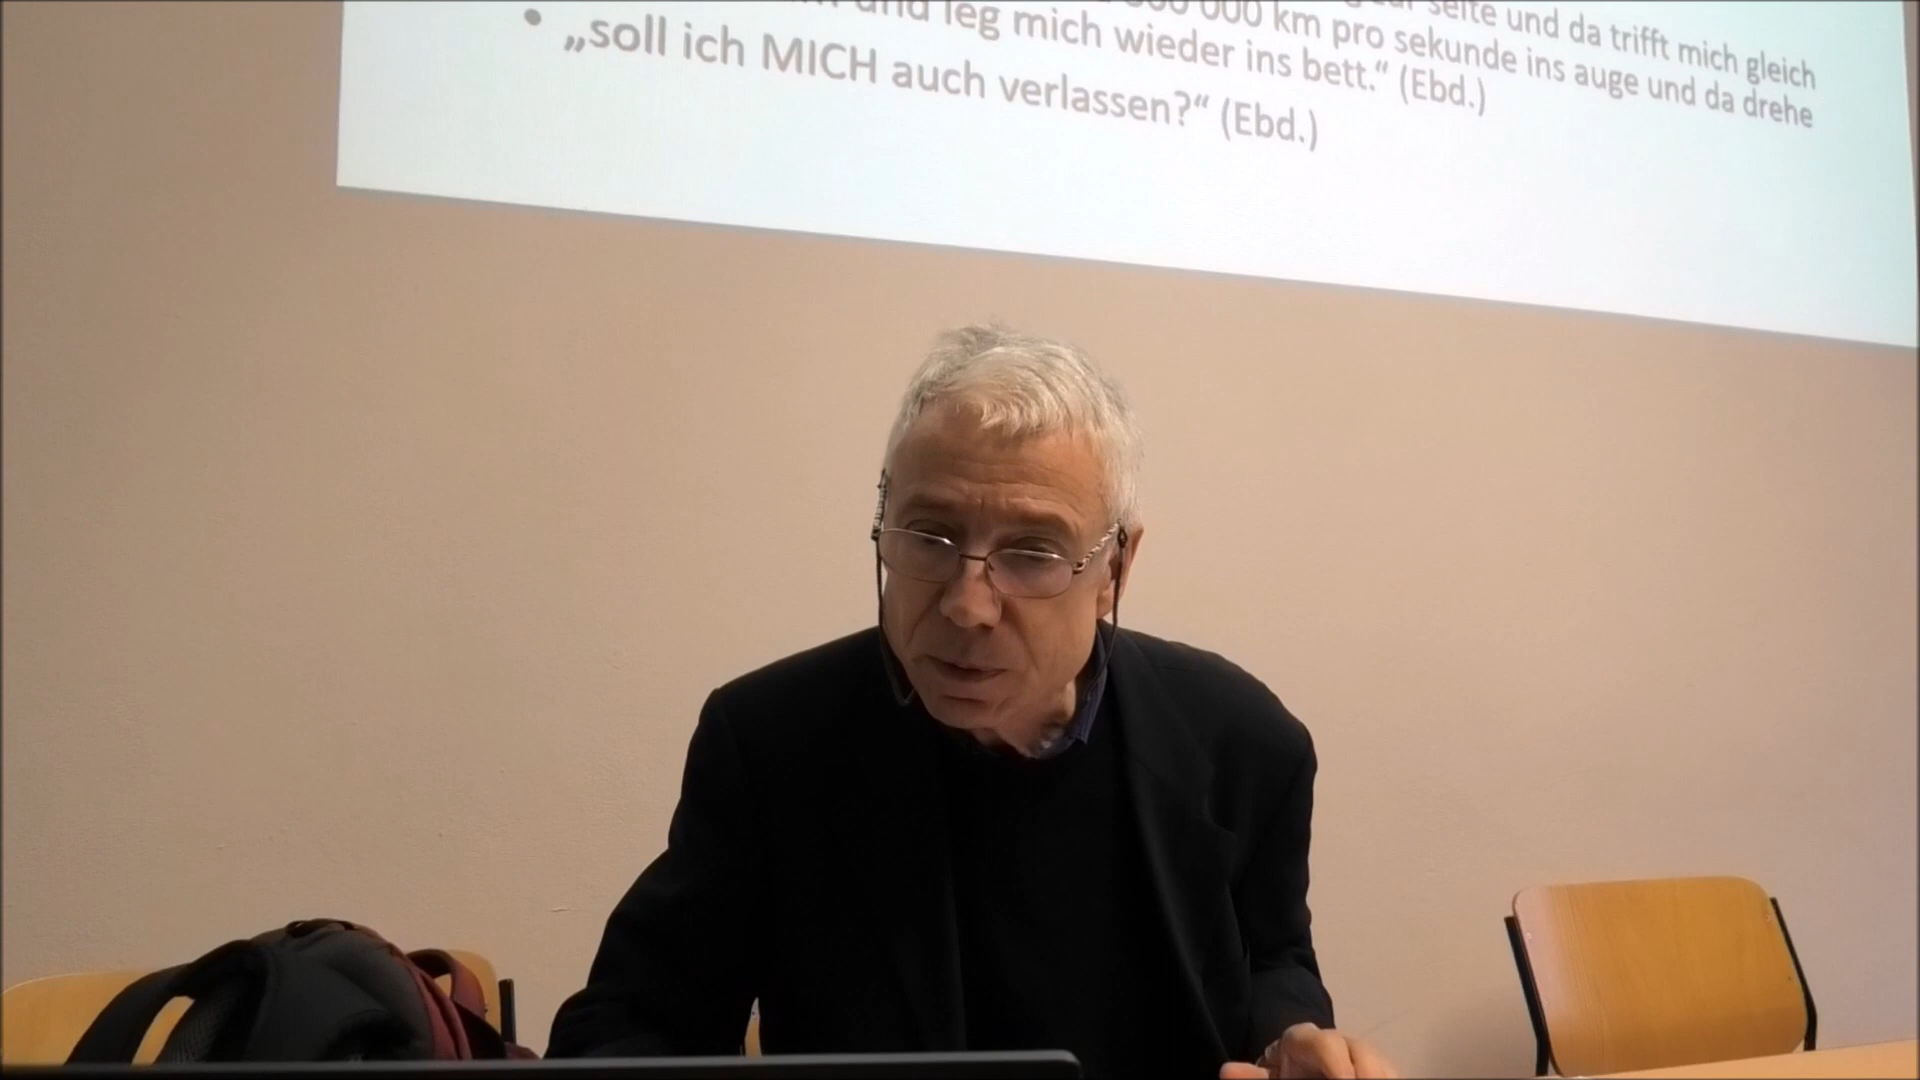 seite und da trifft mich gleich
000 km pro sekunde ins auge und da drehe
und leg mich wieder ins bett.“ (Ebd.)
• „soll ich MICH auch verlassen?“ (Ebd.)